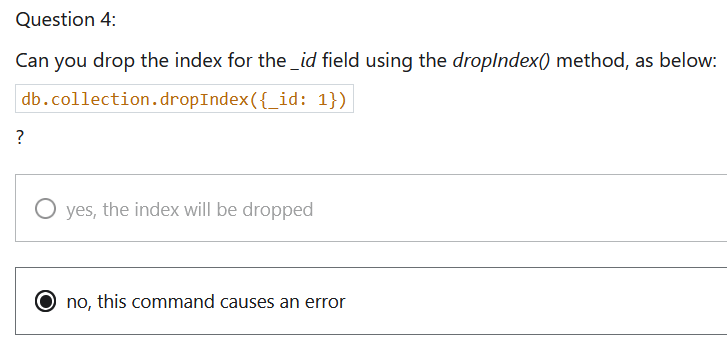 Question 4:
Can you drop the index for the _id field using the dropIndex() method, as below:
db.collection.dropIndex({_id: 1})
?
yes, the index will be dropped
no, this command causes an error